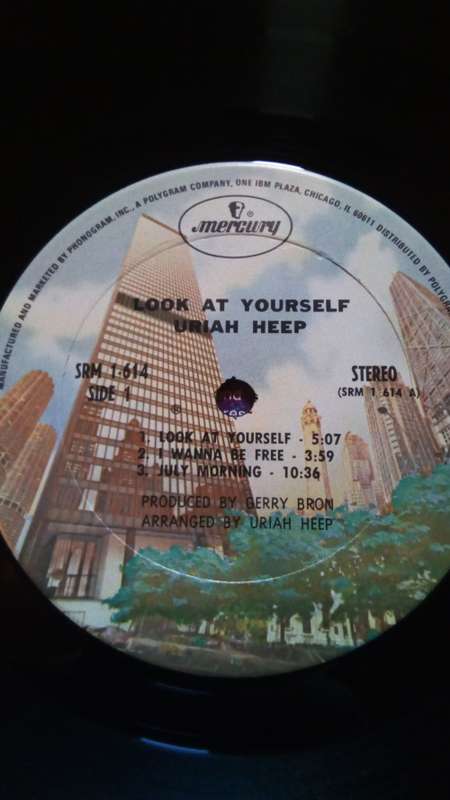 MANUFACTURED AND MARKETED BY PHONOGRAM, INC., A POLYGRAM COMPANY, ONE IBM PLAZA, CHICAGO, IL 60611 DISTRIBUTED BY POLYGR
®
mercury
LOOK AT YOURSELF
URIAH HEEP
SRM 1-614
SIDE 1
STEREO
(SRM 1 614 A)
℗
1. LOOK AT YOURSELF - 5:07
2. I WANNA BE FREE - 3:59
3. JULY MORNING - 10:36
PRODUCED BY GERRY BRON
ARRANGED BY URIAH HEEP